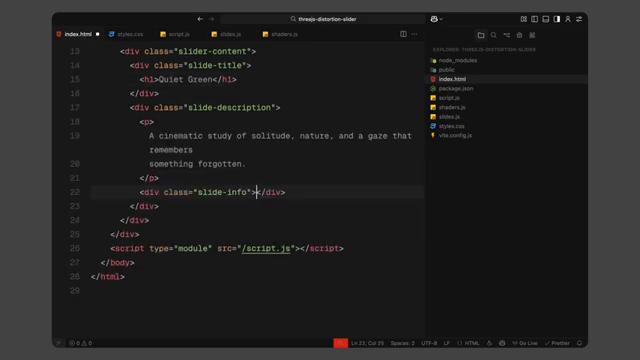 threejs-distortion-slider
index.html
styles.css
script.js
slides.js
shaders.js
EXPLORER: THREEJS-DISTORTION-SLIDER
node_modules
public
index.html
package.json
script.js
shaders.js
slides.js
styles.css
vite.config.js
13 <div class="slider-content">
14 <div class="slide-title">
15 <h1>Quiet Green</h1>
16 </div>
17 <div class="slide-description">
18 <p>
19 A cinematic study of solitude, nature, and a gaze that
remembers
20 something forgotten.
21 </p>
22 <div class="slide-info"></div>
23 </div>
24 </div>
25 </div>
26 <script type="module" src="/script.js"></script>
27 </body>
28 </html>
29
0 0
Ln 23, Col 25
Spaces: 2
UTF-8
LF
HTML
Go Live
Prettier